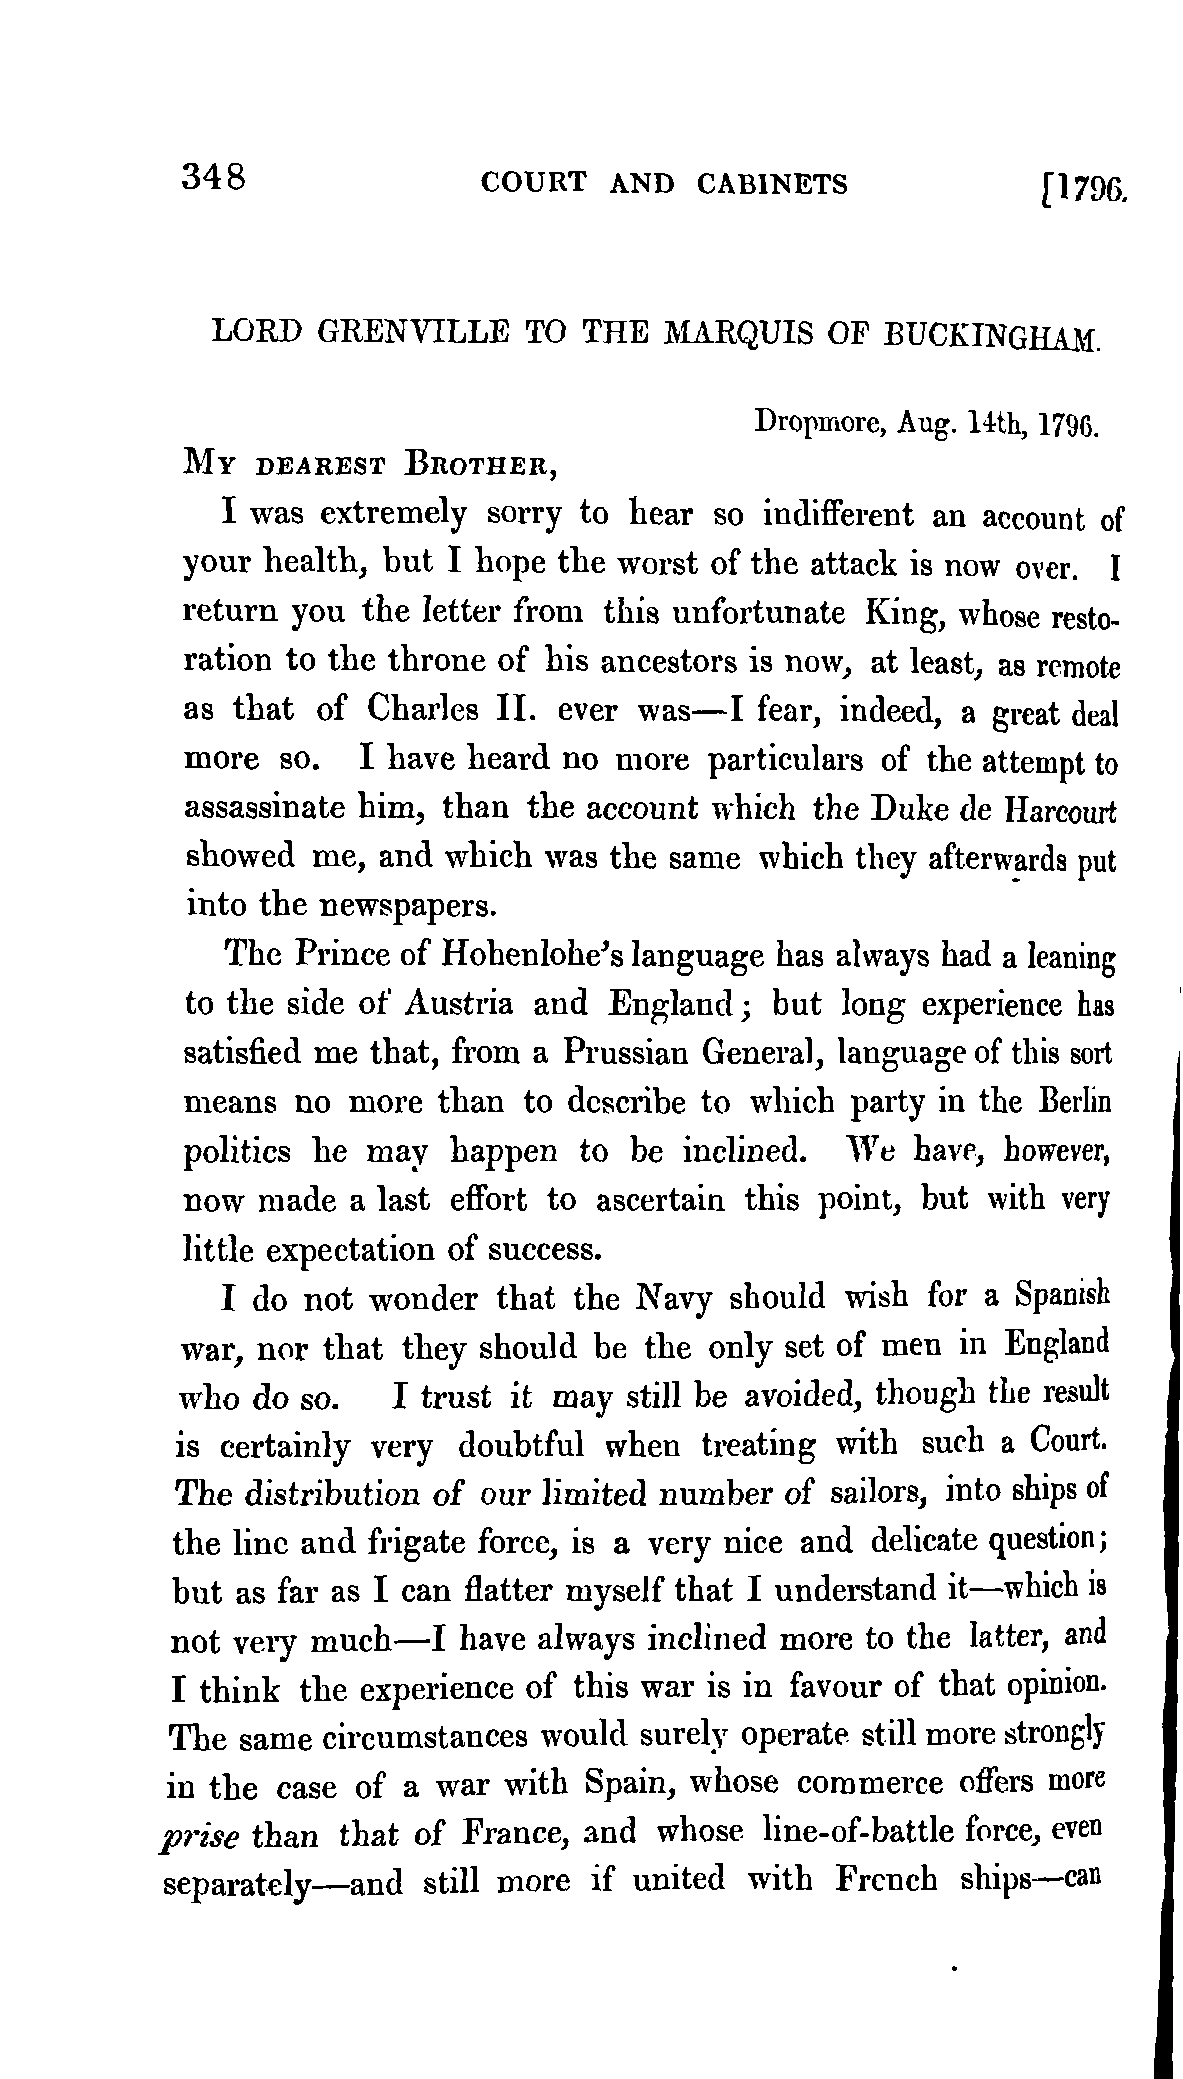 348 COURT AND CABINETS [1796.
LORD GRENVILLE TO THE MARQUIS OF BUCKINGHAM.
Dropmore, Aug. 14th, 1796.
MY DEAREST BROTHER,
I was extremely sorry to hear so indifferent an account of
your health, but I hope the worst of the attack is now over. I
return you the letter from this unfortunate King, whose resto-
ration to the throne of his ancestors is now, at least, as remote
as that of Charles II. ever was—I fear, indeed, a great deal
more so. I have heard no more particulars of the attempt to
assassinate him, than the account which the Duke de Harcourt
showed me, and which was the same which they afterwards put
into the newspapers.
The Prince of Hohenlohe's language has always had a leaning
to the side of Austria and England; but long experience has
satisfied me that, from a Prussian General, language of this sort
means no more than to describe to which party in the Berlin
politics he may happen to be inclined. We have, however,
now made a last effort to ascertain this point, but with very
little expectation of success.
I do not wonder that the Navy should wish for a Spanish
war, nor that they should be the only set of men in England
who do so. I trust it may still be avoided, though the result
is certainly very doubtful when treating with such a Court.
The distribution of our limited number of sailors, into ships of
the line and frigate force, is a very nice and delicate question;
but as far as I can flatter myself that I understand it—which is
not very much—I have always inclined more to the latter, and
I think the experience of this war is in favour of that opinion.
The same circumstances would surely operate still more strongly
in the case of a war with Spain, whose commerce offers more
prise than that of France, and whose line-of-battle force, even
separately—and still more if united with French ships—can